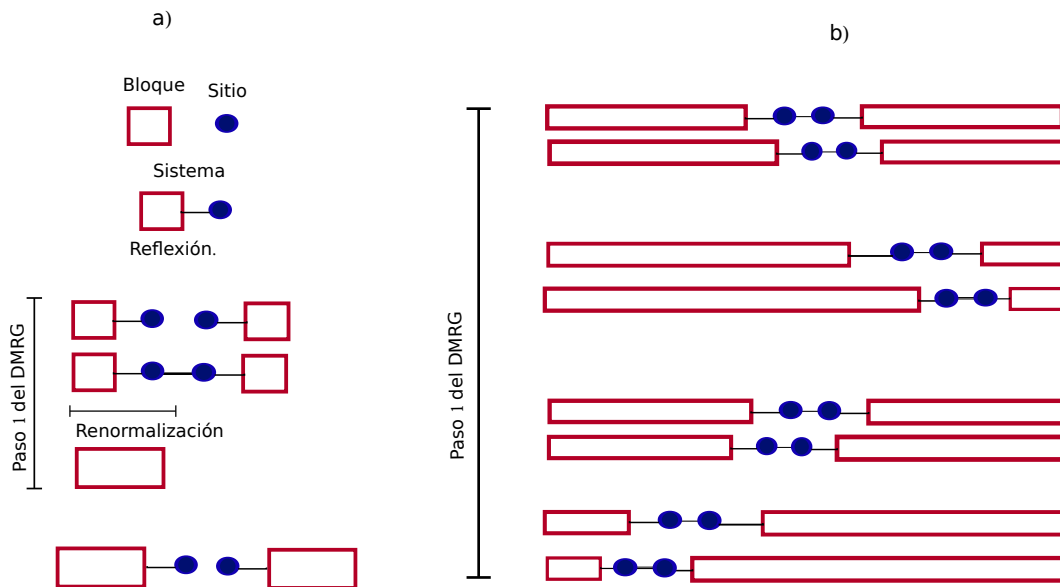 a)
b)
Bloque
Sitio
Sistema
Reflexión.
Paso 1 del DMRG
Renormalización
Paso 1 del DMRG